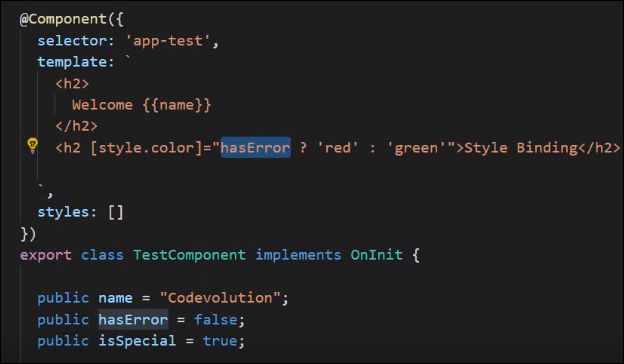 @Component({
  selector: 'app-test',
  template: `
    <h2>
      Welcome {{name}}
    </h2>
    <h2 [style.color]="hasError ? 'red' : 'green'">Style Binding</h2>
  `,
  styles: []
})
export class TestComponent implements OnInit {
  public name = "Codevolution";
  public hasError = false;
  public isSpecial = true;